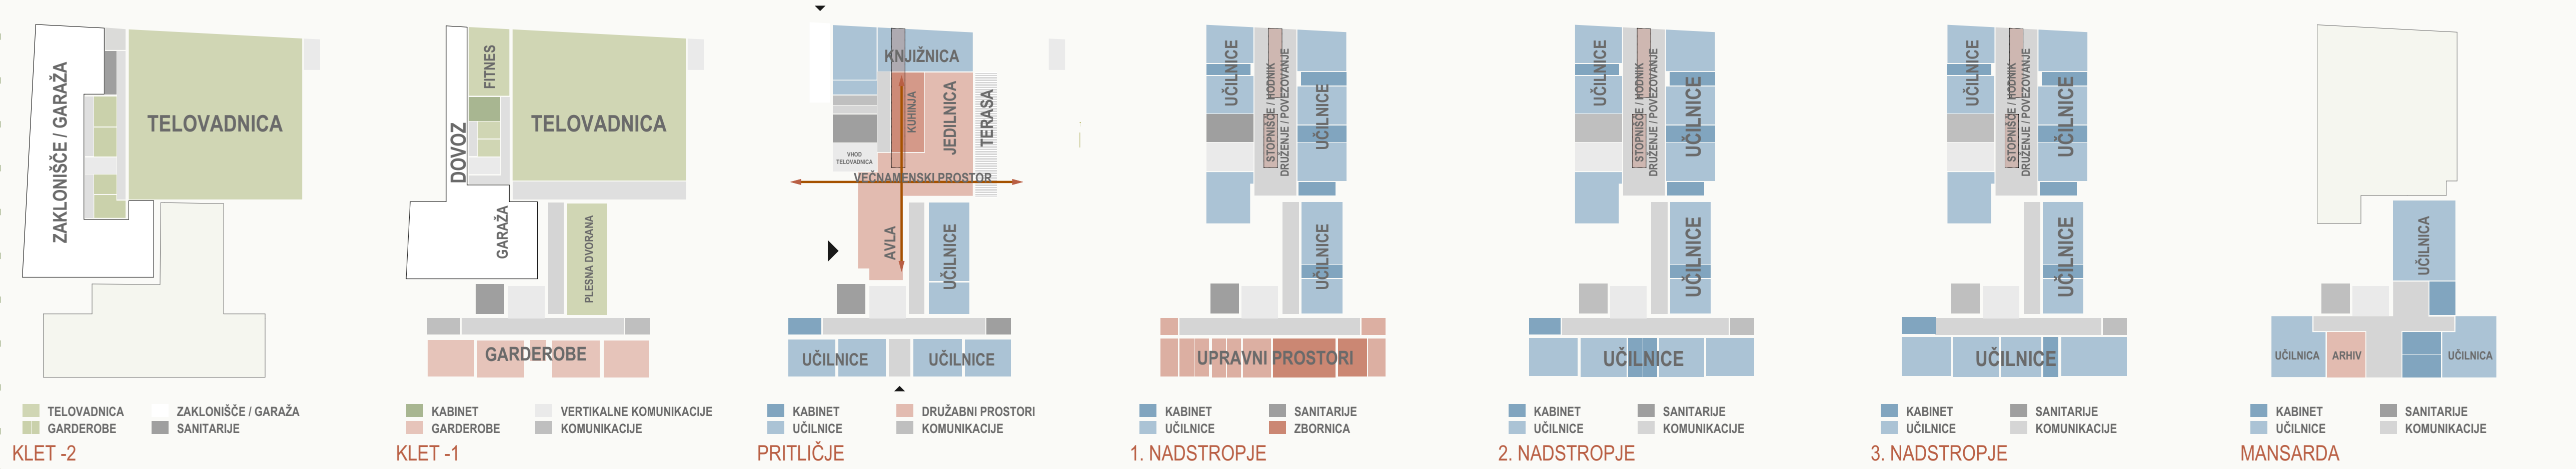 ZAKLONIŠČE / GARAŽA
TELOVADNICA
TELOVADNICA
ZAKLONIŠČE / GARAŽA
GARDEROBE
SANITARIJE
KLET -2
FITNES
DOVOZ
TELOVADNICA
GARAŽA
PLESNA DVORANA
GARDEROBE
KABINET
VERTIKALNE KOMUNIKACIJE
GARDEROBE
KOMUNIKACIJE
KLET -1
KNJIŽNICA
KUHINJA
JEDILNICA
TERASA
VHOD
TELOVADNICA
VEČNAMENSKI PROSTOR
AVLA
UČILNICE
UČILNICE
UČILNICE
KABINET
DRUŽABNI PROSTORI
UČILNICE
KOMUNIKACIJE
PRITLIČJE
UČILNICE
STOPNIŠČE / HODNIK
DRUŽENJE / POVEZOVANJE
UČILNICE
UČILNICE
UPRAVNI PROSTORI
KABINET
SANITARIJE
UČILNICE
ZBORNICA
1. NADSTROPJE
UČILNICE
STOPNIŠČE / HODNIK
DRUŽENJE / POVEZOVANJE
UČILNICE
UČILNICE
UČILNICE
KABINET
SANITARIJE
UČILNICE
KOMUNIKACIJE
2. NADSTROPJE
UČILNICE
STOPNIŠČE / HODNIK
DRUŽENJE / POVEZOVANJE
UČILNICE
UČILNICE
UČILNICE
KABINET
SANITARIJE
UČILNICE
KOMUNIKACIJE
3. NADSTROPJE
UČILNICA
UČILNICA
ARHIV
UČILNICA
KABINET
SANITARIJE
UČILNICE
KOMUNIKACIJE
MANSARDA